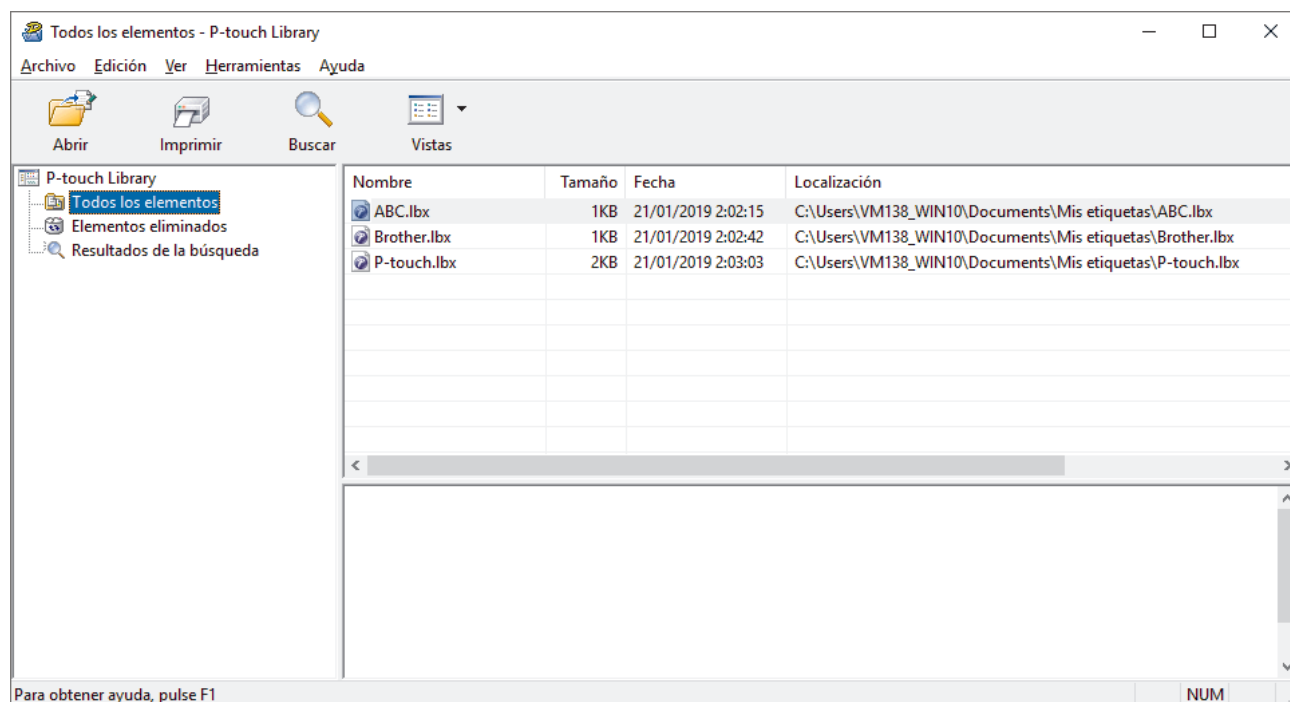 Todos los elementos - P-touch Library
Archivo Edición Ver Herramientas Ayuda
Abrir Imprimir Buscar Vistas
P-touch Library
Todos los elementos
Elementos eliminados
Resultados de la búsqueda
Nombre Tamaño Fecha Localización
ABC.lbx 1KB 21/01/2019 2:02:15 C:\Users\VM138_WIN10\Documents\Mis etiquetas\ABC.lbx
Brother.lbx 1KB 21/01/2019 2:02:42 C:\Users\VM138_WIN10\Documents\Mis etiquetas\Brother.lbx
P-touch.lbx 2KB 21/01/2019 2:03:03 C:\Users\VM138_WIN10\Documents\Mis etiquetas\P-touch.lbx
Para obtener ayuda, pulse F1 NUM